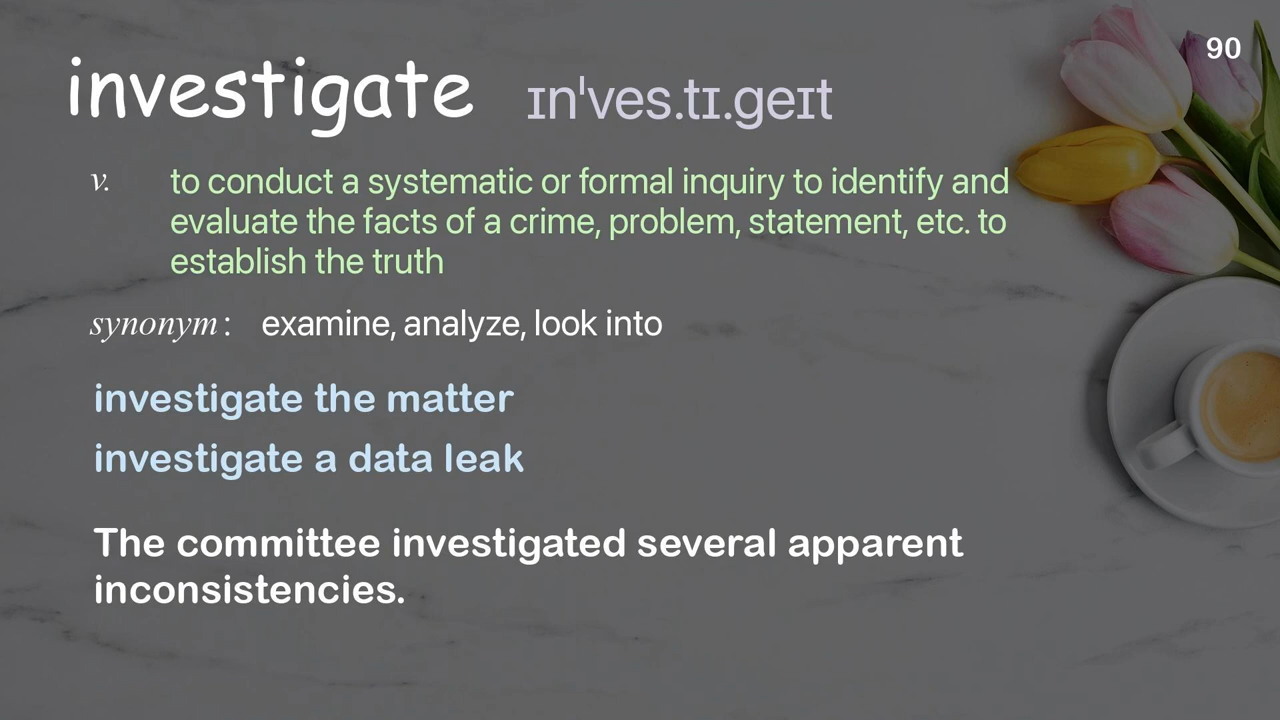 90
investigate ɪnˈves.tɪ.ɡeɪt
v. to conduct a systematic or formal inquiry to identify and
evaluate the facts of a crime, problem, statement, etc. to
establish the truth
synonym: examine, analyze, look into
investigate the matter
investigate a data leak
The committee investigated several apparent
inconsistencies.